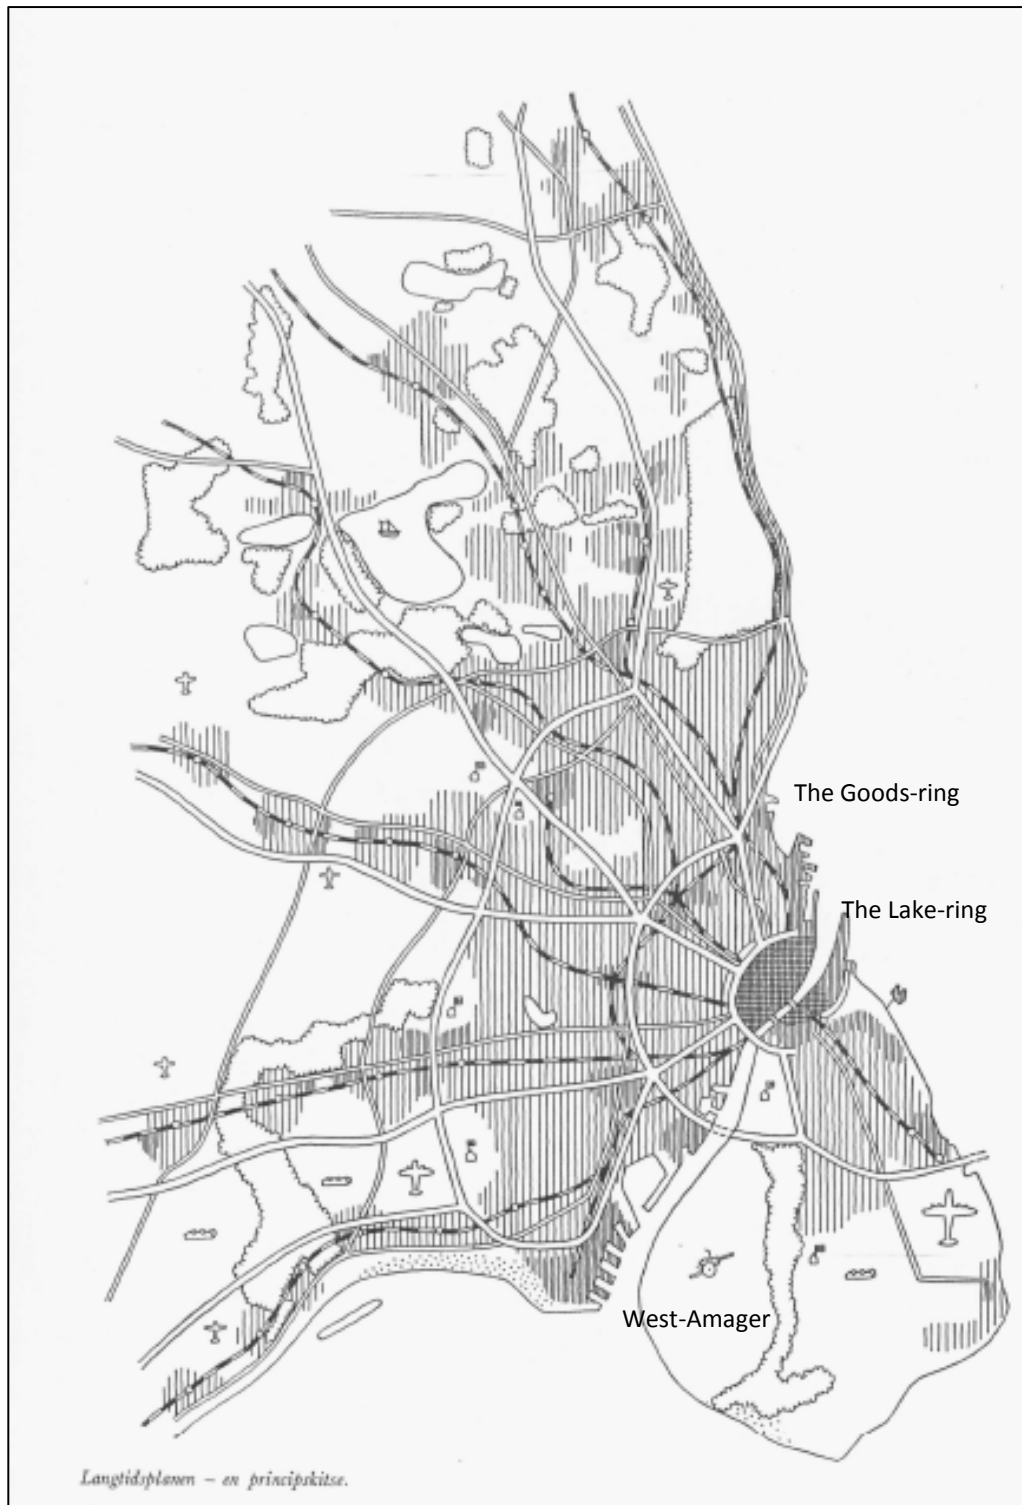 The Goods-ring
The Lake-ring
West-Amager
Langtidsplanen – en principskitse.